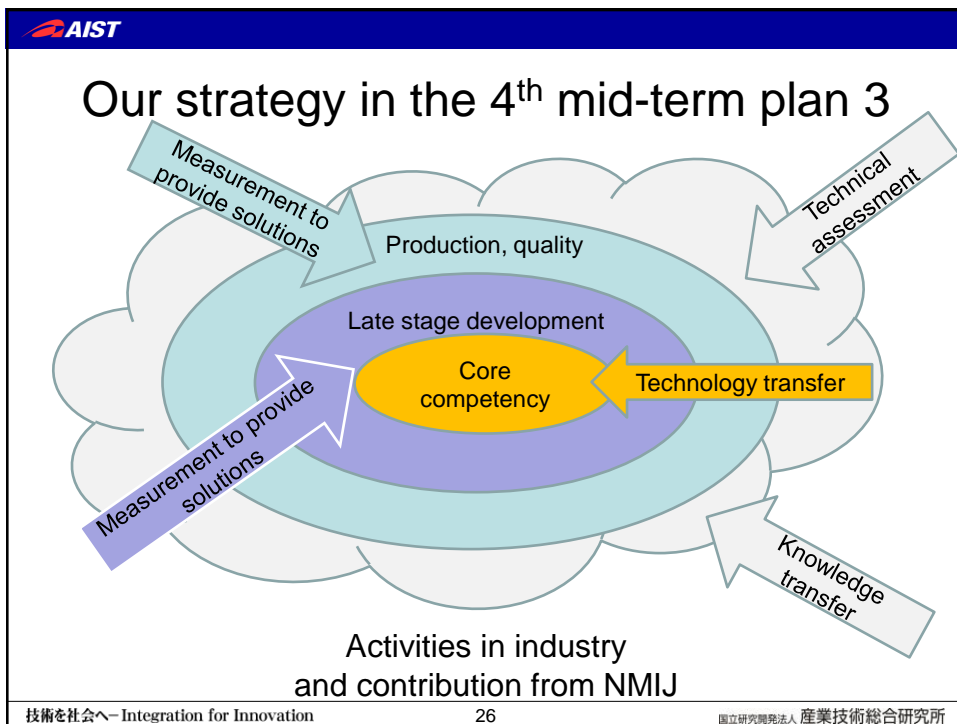 AIST
Our strategy in the 4th mid-term plan 3
Measurement to
provide solutions
Technical
assessment
Production, quality
Late stage development
Core
competency
Technology transfer
Measurement to provide
solutions
Knowledge
transfer
Activities in industry
and contribution from NMIJ
技術を社会へ－Integration for Innovation
26
国立研究開発法人 産業技術総合研究所